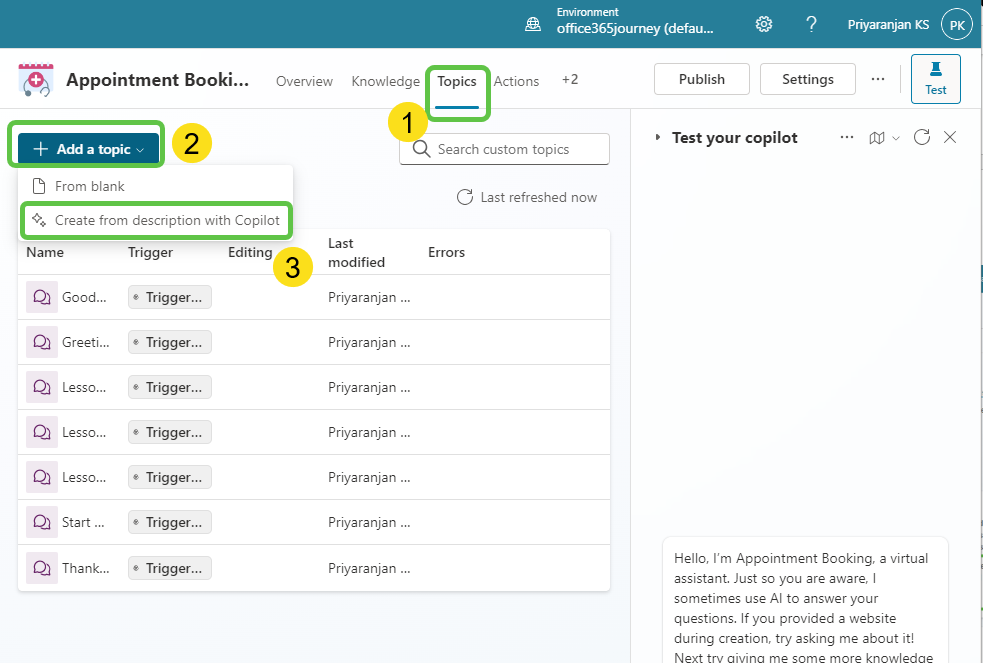 Environment
office365journey (defau...
?
Priyaranjan KS
PK
Appointment Booki...
Overview
Knowledge
Topics
Actions
+2
Publish
Settings
...
Test
1
Add a topic
2
Search custom topics
Test your copilot
...
From blank
Create from description with Copilot
Last refreshed now
3
Name
Trigger
Editing
Last
modified
Errors
Good...
Trigger...
Priyaranjan ...
Greeti...
Trigger...
Priyaranjan ...
Lesso...
Trigger...
Priyaranjan ...
Lesso...
Trigger...
Priyaranjan ...
Lesso...
Trigger...
Priyaranjan ...
Start ...
Trigger...
Priyaranjan ...
Thank...
Trigger...
Priyaranjan ...
Hello, I'm Appointment Booking, a virtual
assistant. Just so you are aware, I
sometimes use AI to answer your
questions. If you provided a website
during creation, try asking me about it!
Next try giving me some more knowledge